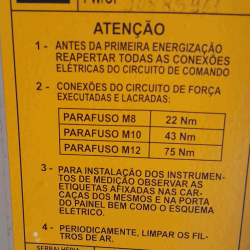 ATENÇÃO
1 - ANTES DA PRIMEIRA ENERGIZAÇÃO
REAPERTAR TODAS AS CONEXÕES
ELÉTRICAS DO CIRCUITO DE COMANDO
2 - CONEXÕES DO CIRCUITO DE FORÇA
EXECUTADAS E LACRADAS:
PARAFUSO M8 22 Nm
PARAFUSO M10 43 Nm
PARAFUSO M12 75 Nm
3 - PARA INSTALAÇÃO DOS INSTRUMEN-
TOS DE MEDIÇÃO OBSERVAR AS
ETIQUETAS AFIXADAS NAS CAR-
CAÇAS DOS MESMOS E NA PORTA
DO PAINEL BEM COMO O ESQUEMA
ELÉTRICO.
4 - PERIODICAMENTE, LIMPAR OS FIL-
TROS DE AR.